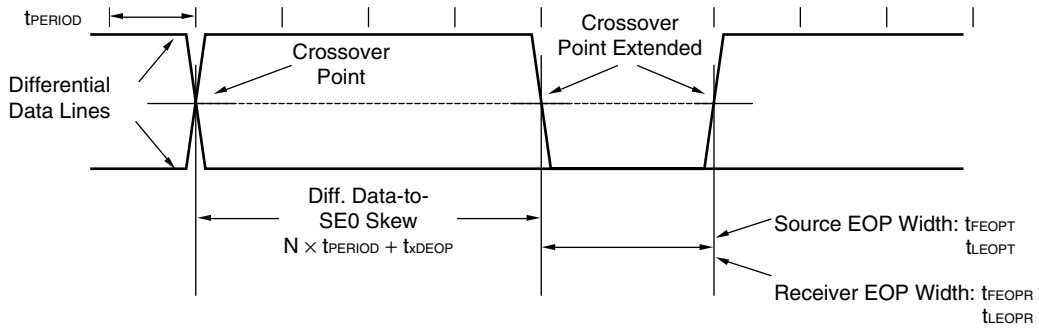 tPERIOD
Differential
Data Lines
Crossover
Point
Crossover
Point Extended
Diff. Data-to-
SE0 Skew
N × tPERIOD + txDEOP
Source EOP Width: tFEOPT
tLEOPT
Receiver EOP Width: tFEOPR
tLEOPR